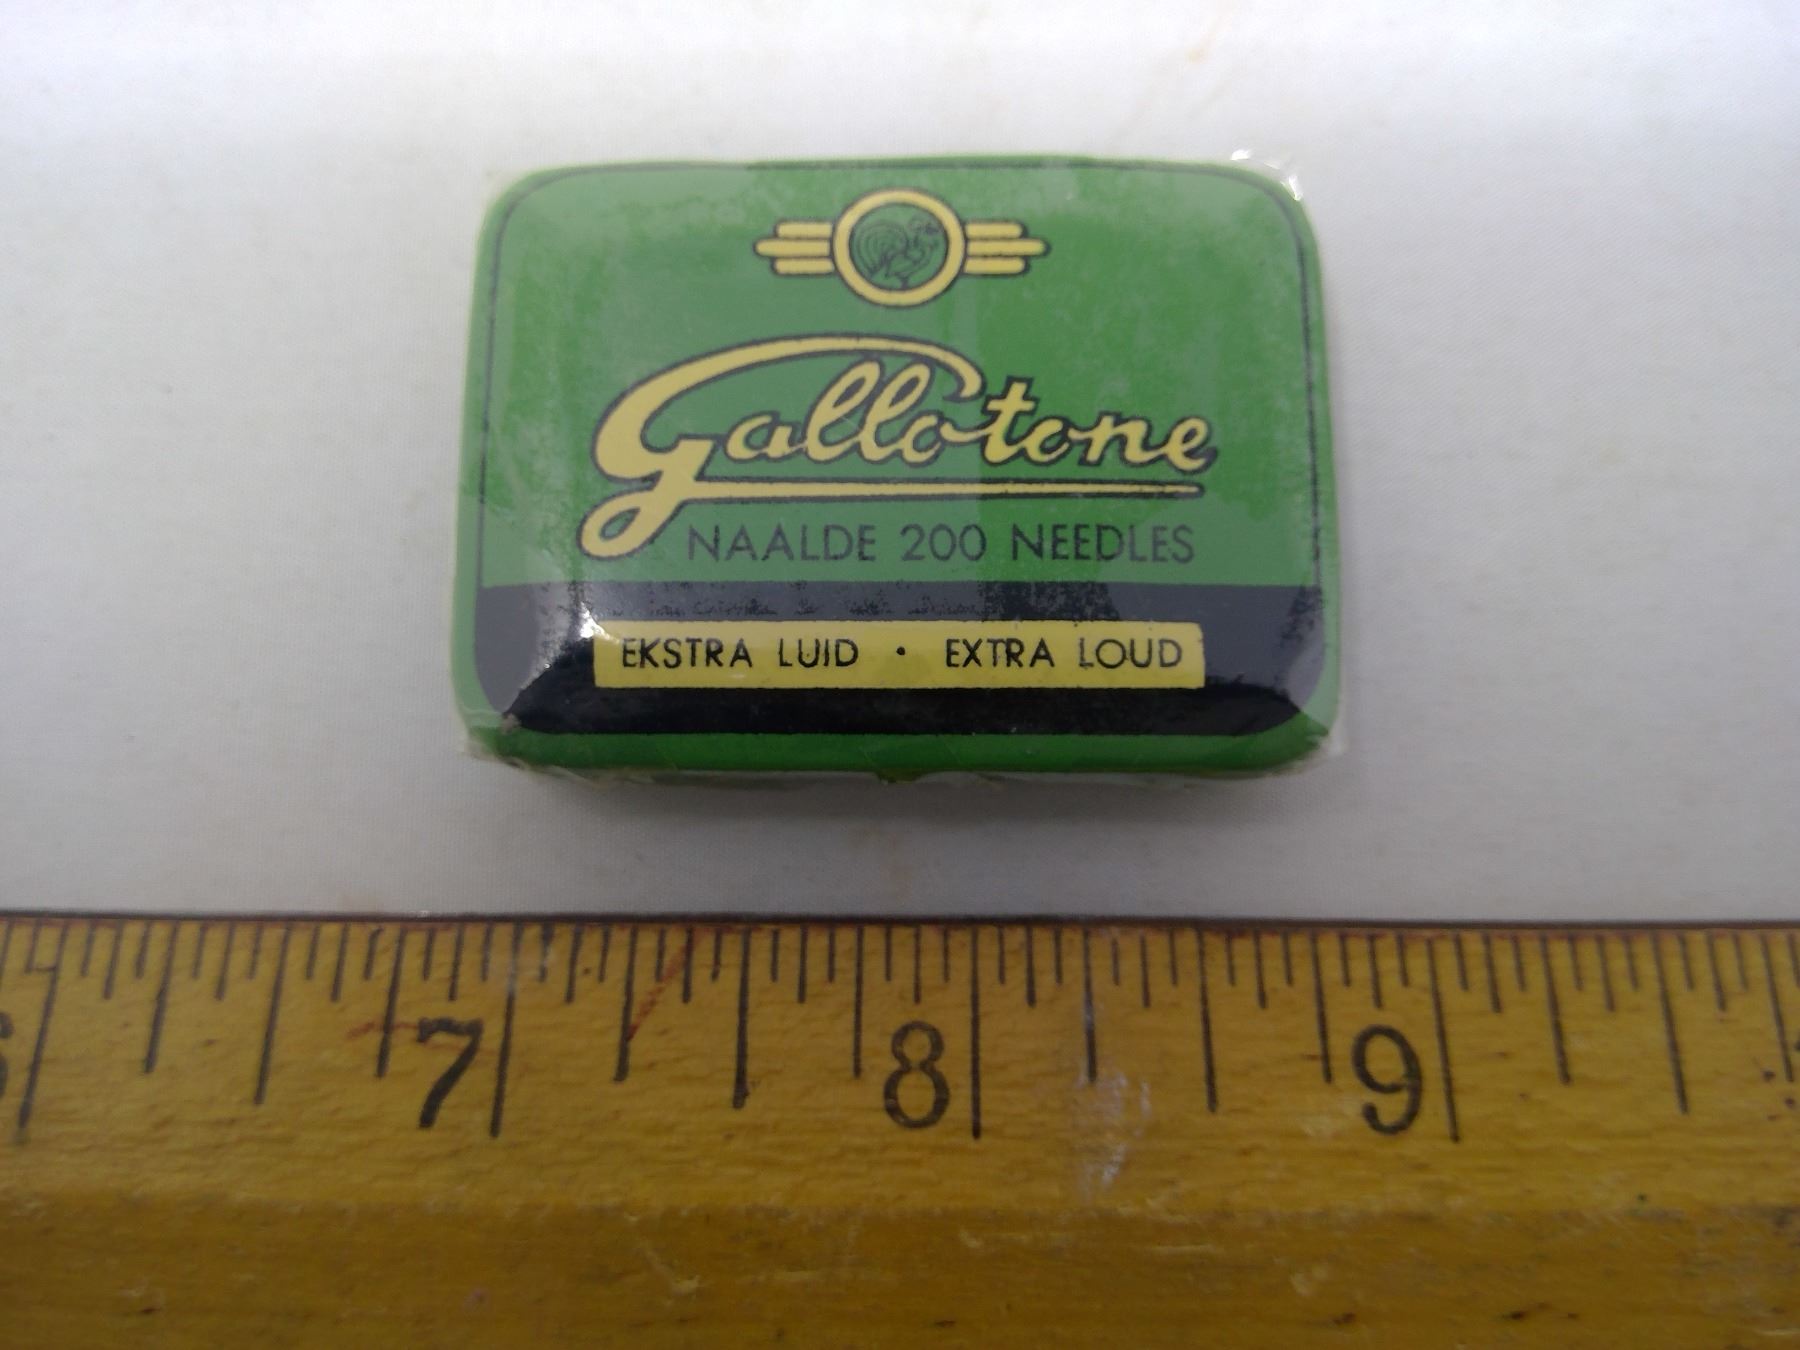 Gallotone
NAALDE 200 NEEDLES
EKSTRA LUID · EXTRA LOUD
7 8 9